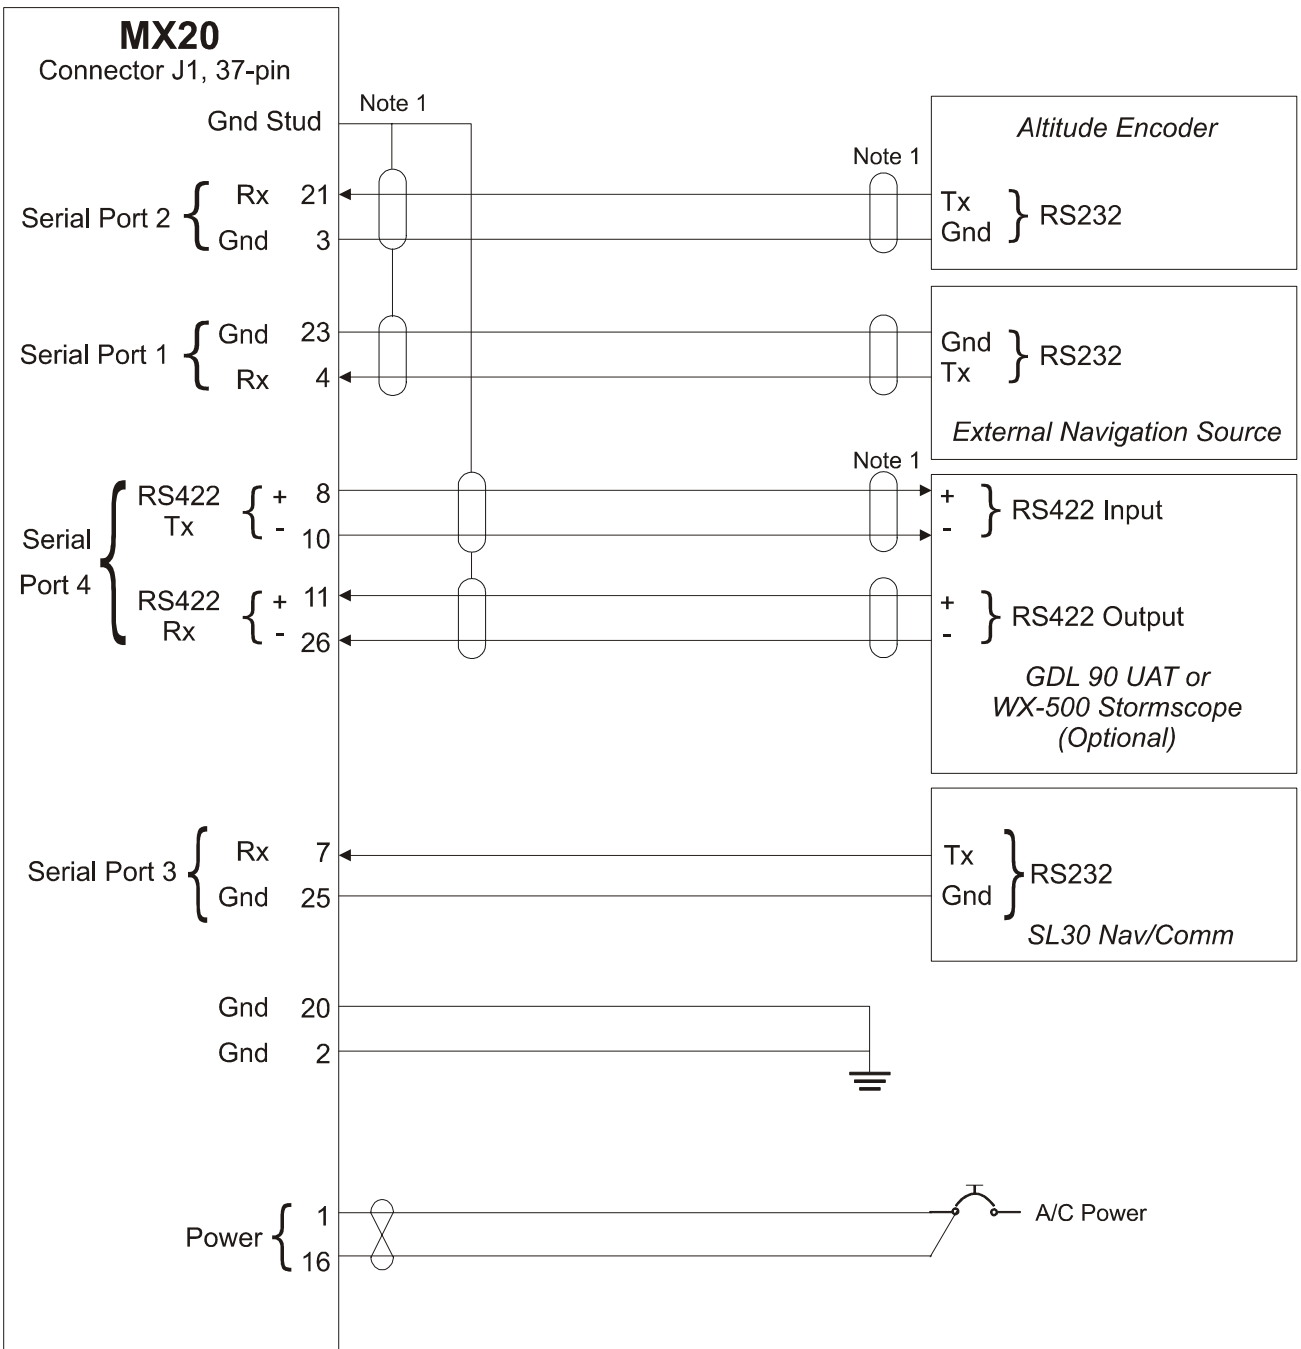 MX20
Connector J1, 37-pin
Gnd Stud
Note 1
Altitude Encoder
Note 1
Serial Port 2 { Rx 21
Gnd 3
Tx
Gnd
} RS232
Serial Port 1 { Gnd 23
Rx 4
Gnd
Tx
} RS232
External Navigation Source
Note 1
Serial
Port 4
{
RS422
Tx
{ + 8
- 10
+
-
} RS422 Input
RS422
Rx
{ + 11
- 26
+
-
} RS422 Output
GDL 90 UAT or
WX-500 Stormscope
(Optional)
Serial Port 3 { Rx 7
Gnd 25
Tx
Gnd
} RS232
SL30 Nav/Comm
Gnd 20
Gnd 2
Power { 1
16
A/C Power